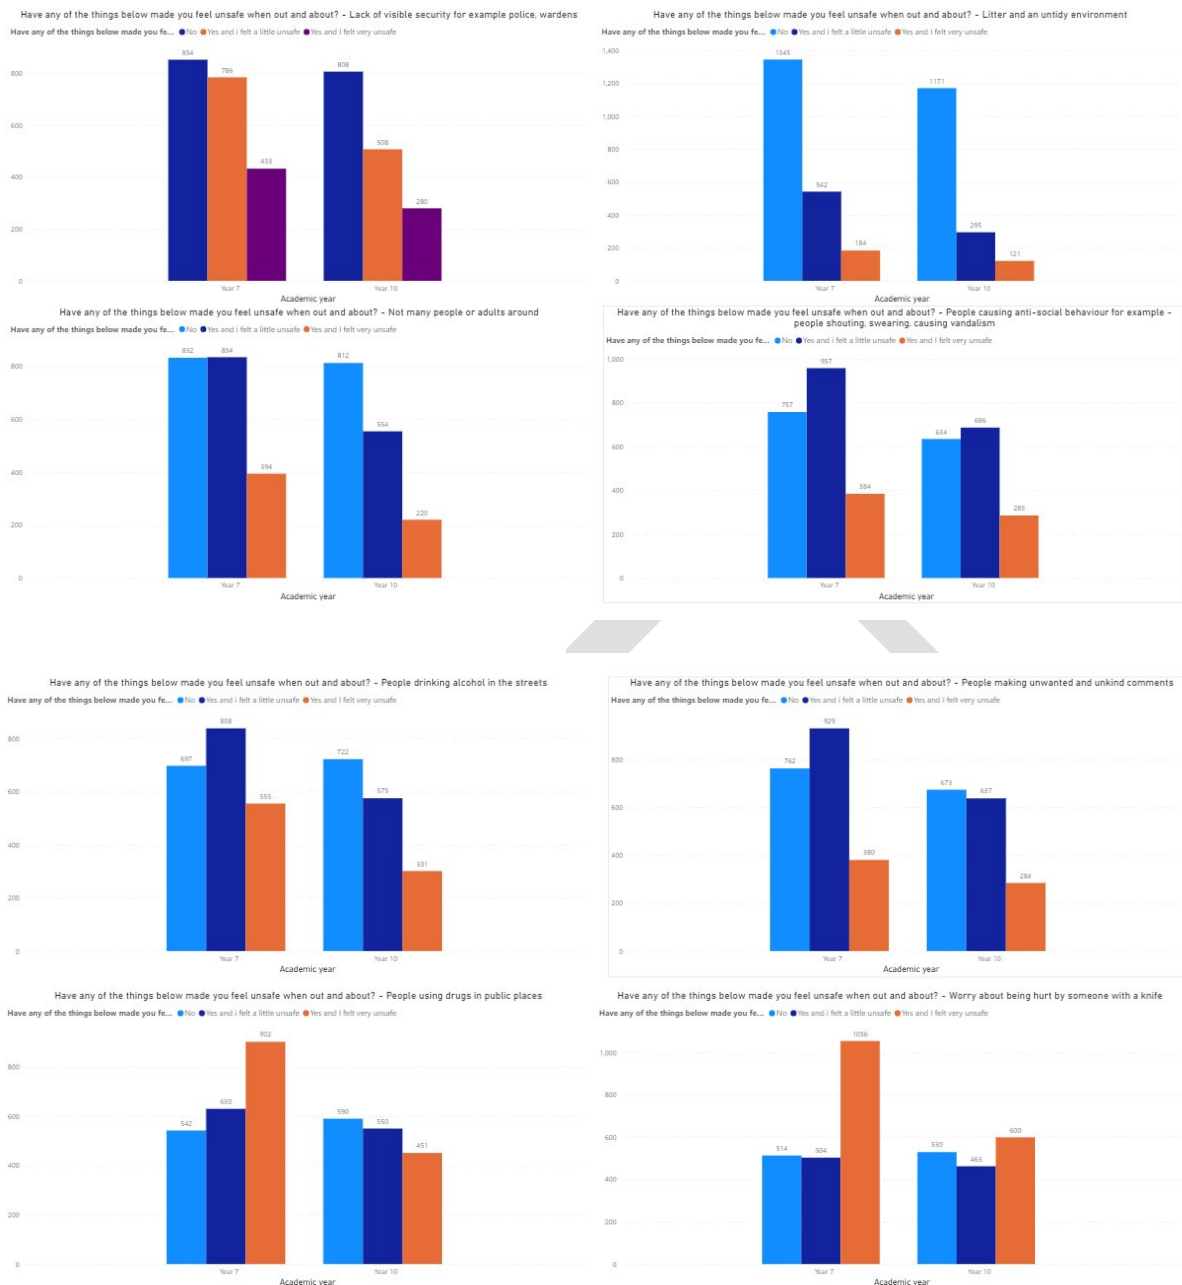 Have any of the things below made you feel unsafe when out and about? - Lack of visible security for example police, wardens
Have any of the things below made you fe... No Yes and i felt a little unsafe Yes and I felt very unsafe
854
786
433
808
508
280
800
600
400
200
0
Year 7 Year 10
Academic year
Have any of the things below made you feel unsafe when out and about? - Litter and an untidy environment
Have any of the things below made you fe... No Yes and i felt a little unsafe Yes and I felt very unsafe
1,400
1345
542
184
1171
295
121
1,200
1,000
800
600
400
200
0
Year 7 Year 10
Academic year
Have any of the things below made you feel unsafe when out and about? - Not many people or adults around
Have any of the things below made you fe... No Yes and i felt a little unsafe Yes and I felt very unsafe
832 834
394
812
554
220
800
600
400
200
0
Year 7 Year 10
Academic year
Have any of the things below made you feel unsafe when out and about? - People causing anti-social behaviour for example -
people shouting, swearing, causing vandalism
Have any of the things below made you fe... No Yes and i felt a little unsafe Yes and I felt very unsafe
1,000
757
957
384
634
686
285
800
600
400
200
0
Year 7 Year 10
Academic year
Have any of the things below made you feel unsafe when out and about? - People drinking alcohol in the streets
Have any of the things below made you fe... No Yes and i felt a little unsafe Yes and I felt very unsafe
697
838
555
722
575
301
800
600
400
200
0
Year 7 Year 10
Academic year
Have any of the things below made you feel unsafe when out and about? - People making unwanted and unkind comments
Have any of the things below made you fe... No Yes and i felt a little unsafe Yes and I felt very unsafe
762
929
380
673
637
284
800
600
400
200
0
Year 7 Year 10
Academic year
Have any of the things below made you feel unsafe when out and about? - People using drugs in public places
Have any of the things below made you fe... No Yes and i felt a little unsafe Yes and I felt very unsafe
542
630
902
590
550
451
800
600
400
200
0
Year 7 Year 10
Academic year
Have any of the things below made you feel unsafe when out and about? - Worry about being hurt by someone with a knife
Have any of the things below made you fe... No Yes and i felt a little unsafe Yes and I felt very unsafe
514
504
1056
530
463
600
1,000
800
600
400
200
0
Year 7 Year 10
Academic year